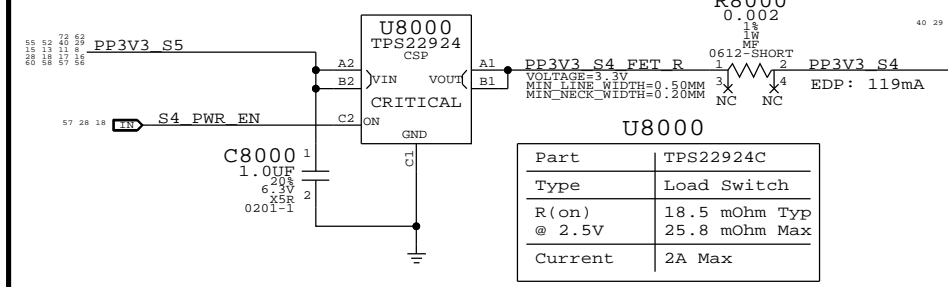 R8000
0.002
1%
1W
MF
0612-SHORT
40 29
72 62
55 52 40 29
15 13 11 8
28 18 17 16
60 58 57 56
PP3V3_S5
U8000
TPS22924
CSP
A2
B2
VIN
VOUT
A1
B1
CRITICAL
C2
ON
GND
C1
PP3V3_S4_FET_R
VOLTAGE=3.3V
MIN_LINE_WIDTH=0.50MM
MIN_NECK_WIDTH=0.20MM
1
2
3
4
NC
NC
PP3V3_S4
EDP: 119mA
57 28 18
IN
S4_PWR_EN
C8000
1
1.0UF
20%
6.3V
X5R
2
0201-1
U8000
Part TPS22924C
Type Load Switch
R(on) 18.5 mOhm Typ
@ 2.5V 25.8 mOhm Max
Current 2A Max